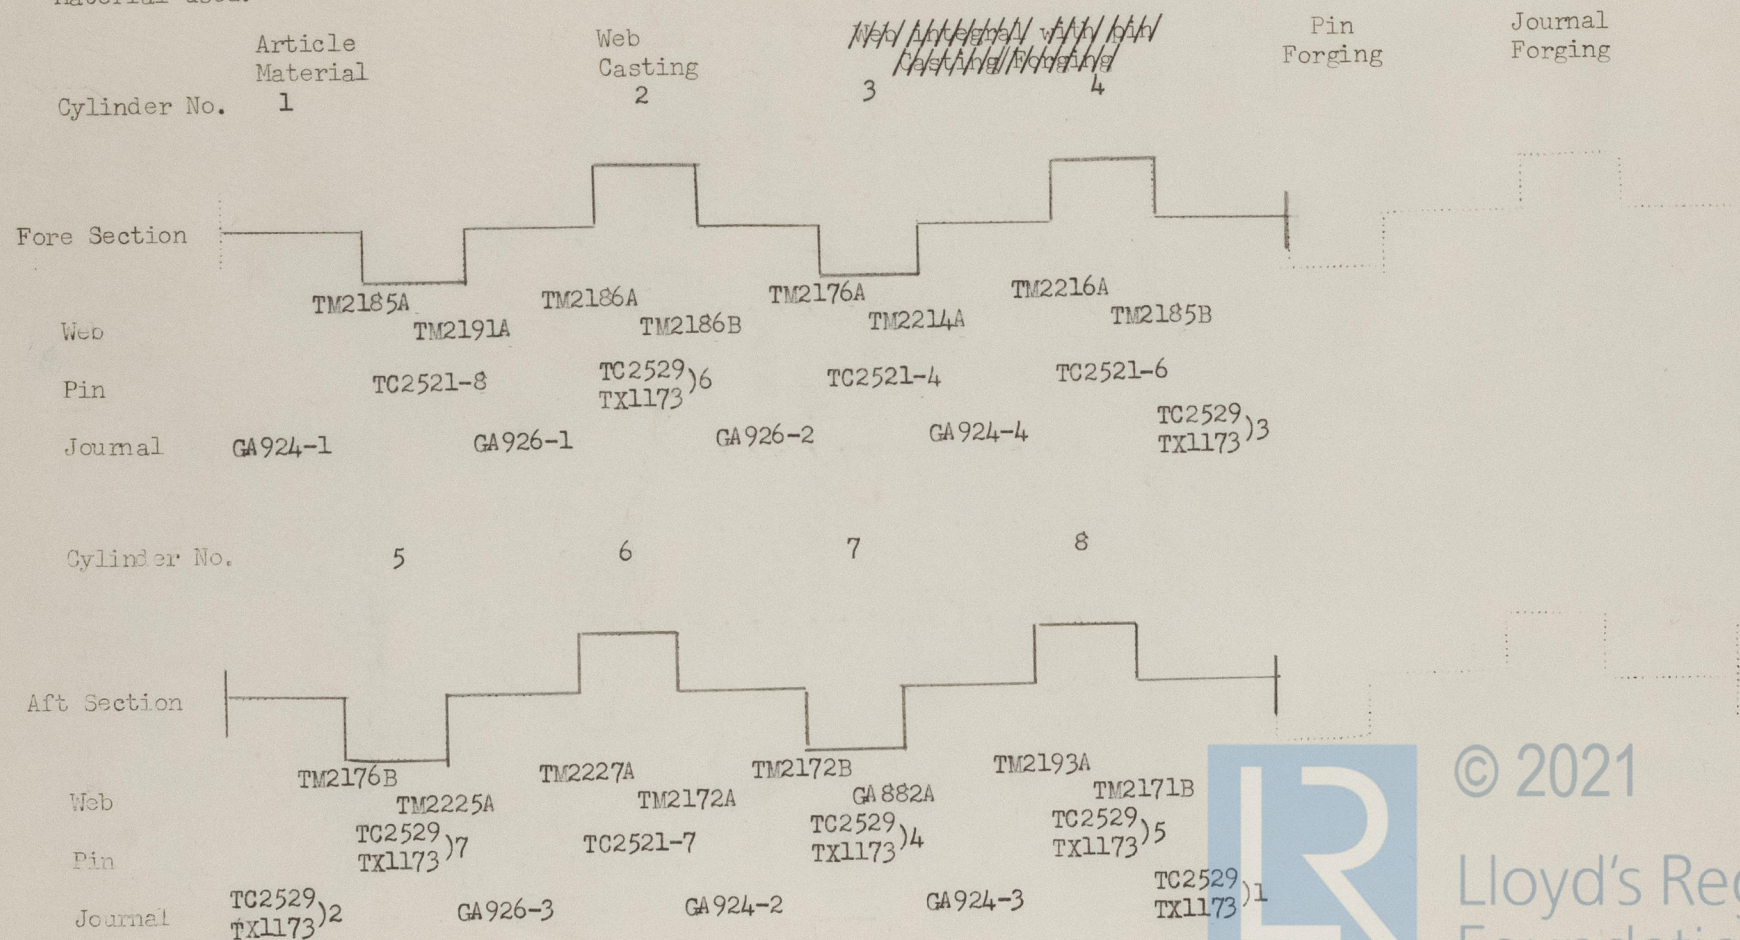 Material used.
Article Web Web integral with pin Pin Journal
Material Casting Casting/Forging Forging Forging
Cylinder No. 1 2 3 4
Fore Section
TM2185A TM2186A TM2176A TM2216A
Web TM2191A TM2186B TM2214A TM2185B
Pin TC2521-8 TC2529 TX1173)6 TC2521-4 TC2521-6
Journal GA924-1 GA926-1 GA926-2 GA924-4 TC2529 TX1173)3
Cylinder No. 5 6 7 8
Aft Section
TM2176B TM2227A TM2172B TM2193A
Web TM2225A TM2172A GA882A TM2171B
Pin TC2529 TX1173)7 TC2521-7 TC2529 TX1173)4 TC2529 TX1173)5
Journal TC2529 TX1173)2 GA926-3 GA924-2 GA924-3 TC2529 TX1173)1
LR
© 2021
Lloyd's Reg